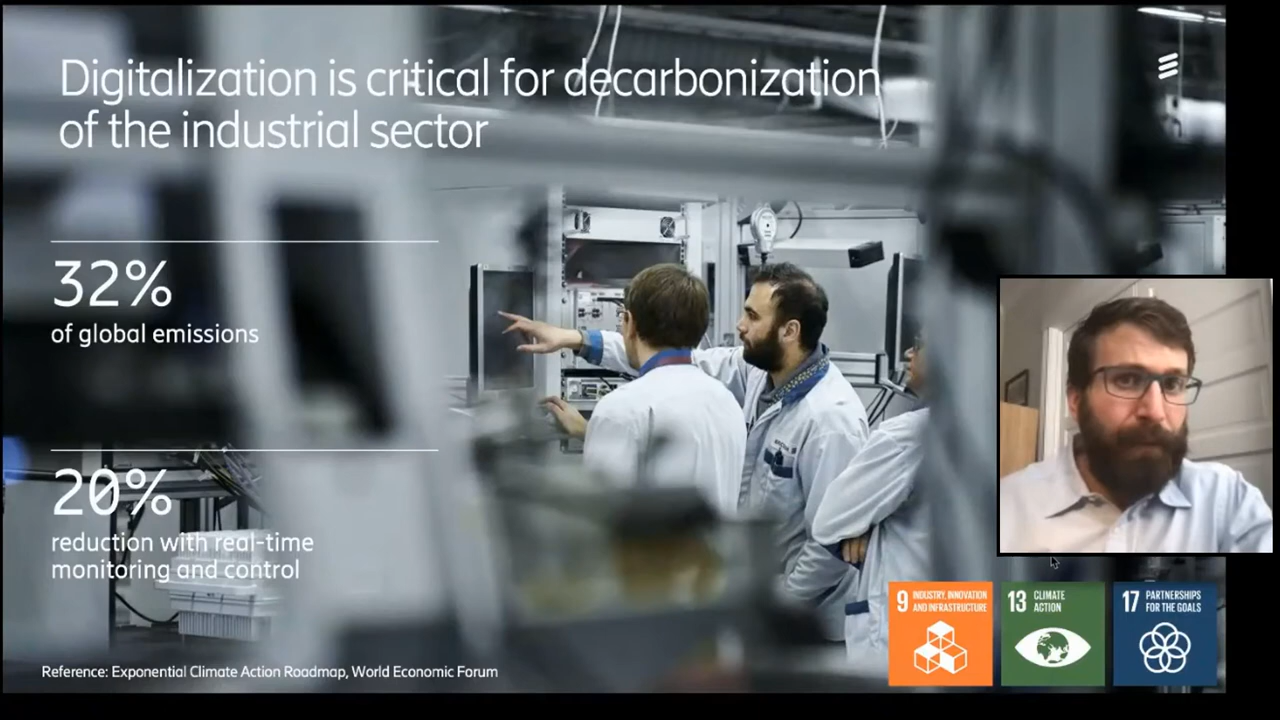 Digitalization is critical for decarbonization
of the industrial sector
32%
of global emissions
20%
reduction with real-time
monitoring and control
Reference: Exponential Climate Action Roadmap, World Economic Forum
9 INDUSTRY, INNOVATION
AND INFRASTRUCTURE
13 CLIMATE
ACTION
17 PARTNERSHIPS
FOR THE GOALS